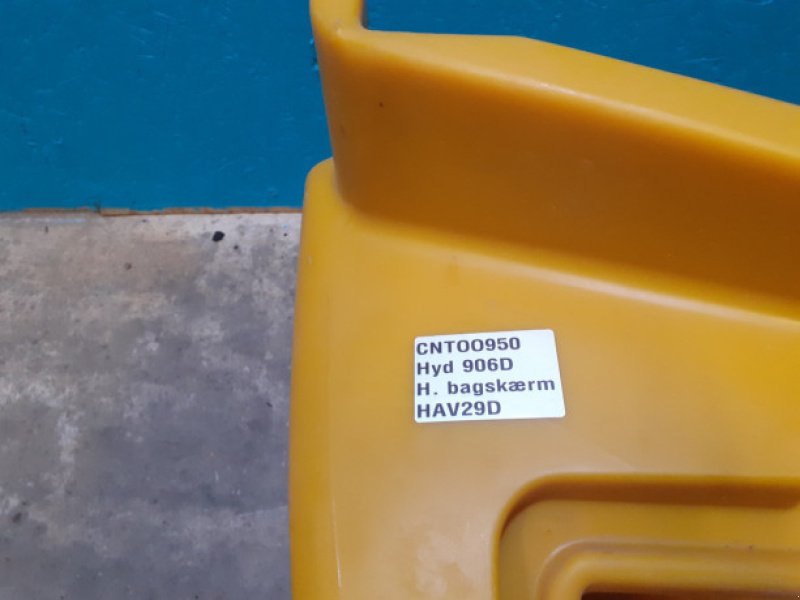 CNT00950
Hyd 906D
H. bagskærm
HAV29D